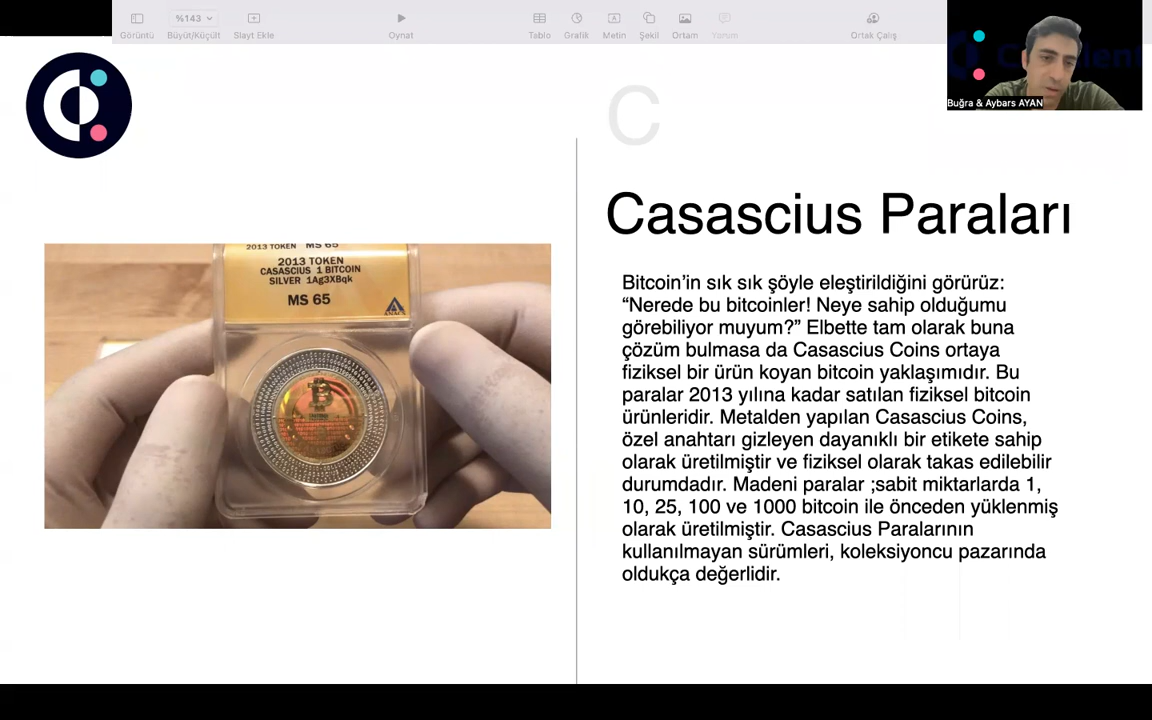 %143
Görüntü
Büyüt/Küçült
Slayt Ekle
Oynat
Tablo
Grafik
Metin
Şekil
Ortam
Yorum
Ortak Çalış
Buğra & Aybars AYAN
C
Casascius Paraları
2013 TOKEN MS 65
2013 TOKEN
CASASCIUS 1 BITCOIN
SILVER 1Ag3XBqk
MS 65
ANACS
Bitcoin’in sık sık şöyle eleştirildiğini görürüz:
“Nerede bu bitcoinler! Neye sahip olduğumu
görebiliyor muyum?” Elbette tam olarak buna
çözüm bulmasa da Casascius Coins ortaya
fiziksel bir ürün koyan bitcoin yaklaşımıdır. Bu
paralar 2013 yılına kadar satılan fiziksel bitcoin
ürünleridir. Metalden yapılan Casascius Coins,
özel anahtarı gizleyen dayanıklı bir etikete sahip
olarak üretilmiştir ve fiziksel olarak takas edilebilir
durumdadır. Madeni paralar ;sabit miktarlarda 1,
10, 25, 100 ve 1000 bitcoin ile önceden yüklenmiş
olarak üretilmiştir. Casascius Paralarının
kullanılmayan sürümleri, koleksiyoncu pazarında
oldukça değerlidir.